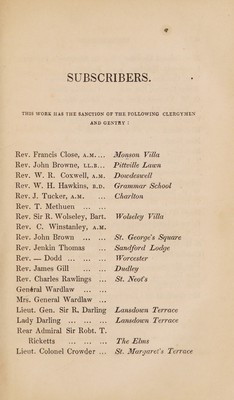 SUBSCRIBERS.
THIS WORK HAS THE SANCTION OF THE FOLLOWING CLERGYMEN
AND GENTRY :
Rev. Francis Close, A.M. ... Monson Villa
Rev. John Browne, LL.B... Pittville Lawn
Rev. W. R. Coxwell, A.M. Dowdeswell
Rev. W. H. Hawkins, B.D. Grammar School
Rev. J. Tucker, A.M. ... Charlton
Rev. T. Methuen ... ...
Rev. Sir R. Wolseley, Bart. Wolseley Villa
Rev. C. Winstanley, A.M.
Rev. John Brown ... ... St. George's Square
Rev. Jenkin Thomas ... Sandford Lodge
Rev. — Dodd ... ... ... Worcester
Rev. James Gill ... ... Dudley
Rev. Charles Rawlings ... St. Neot's
General Wardlaw ... ...
Mrs. General Wardlaw ...
Lieut. Gen. Sir R. Darling Lansdown Terrace
Lady Darling ... ... ... Lansdown Terrace
Rear Admiral Sir Robt. T.
Ricketts ... ... ... The Elms
Lieut. Colonel Crowder ... St. Margaret's Terrace